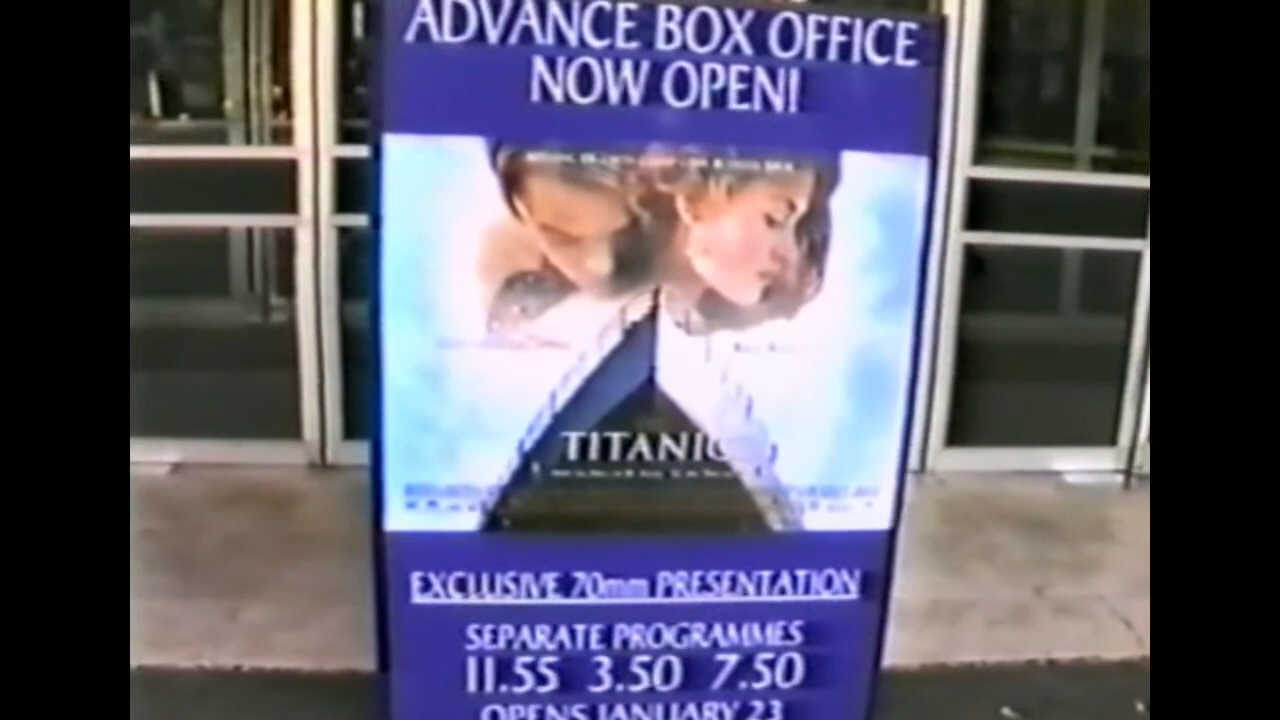 ADVANCE BOX OFFICE
NOW OPEN!
TITANIC
EXCLUSIVE 70mm PRESENTATION
SEPARATE PROGRAMMES
11.55 3.50 7.50
OPENS JANUARY 23